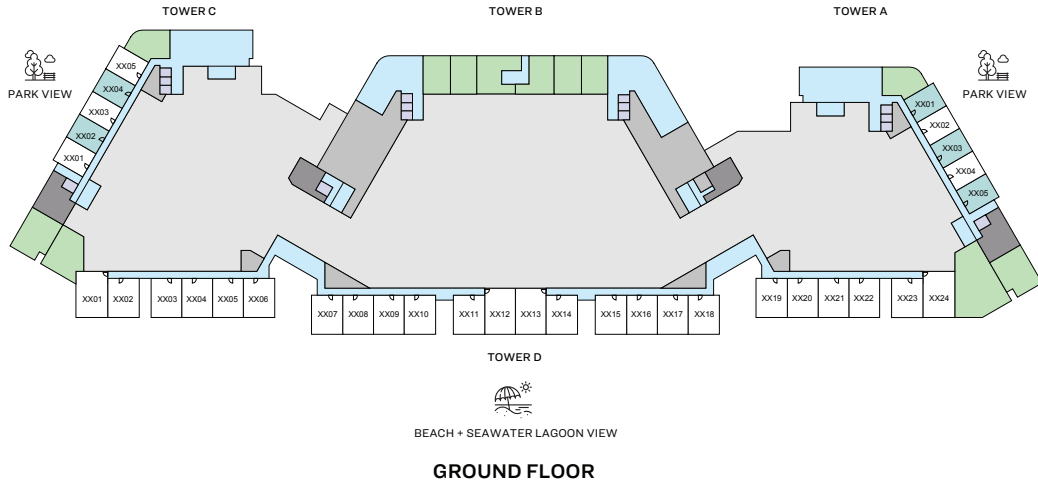 TOWER C
TOWER B
TOWER A
PARK VIEW
PARK VIEW
XX05
XX04
XX03
XX02
XX01
XX01
XX02
XX03
XX04
XX05
XX01
XX02
XX03
XX04
XX05
XX06
XX07
XX08
XX09
XX10
XX11
XX12
XX13
XX14
XX15
XX16
XX17
XX18
XX19
XX20
XX21
XX22
XX23
XX24
TOWER D
BEACH + SEAWATER LAGOON VIEW
GROUND FLOOR